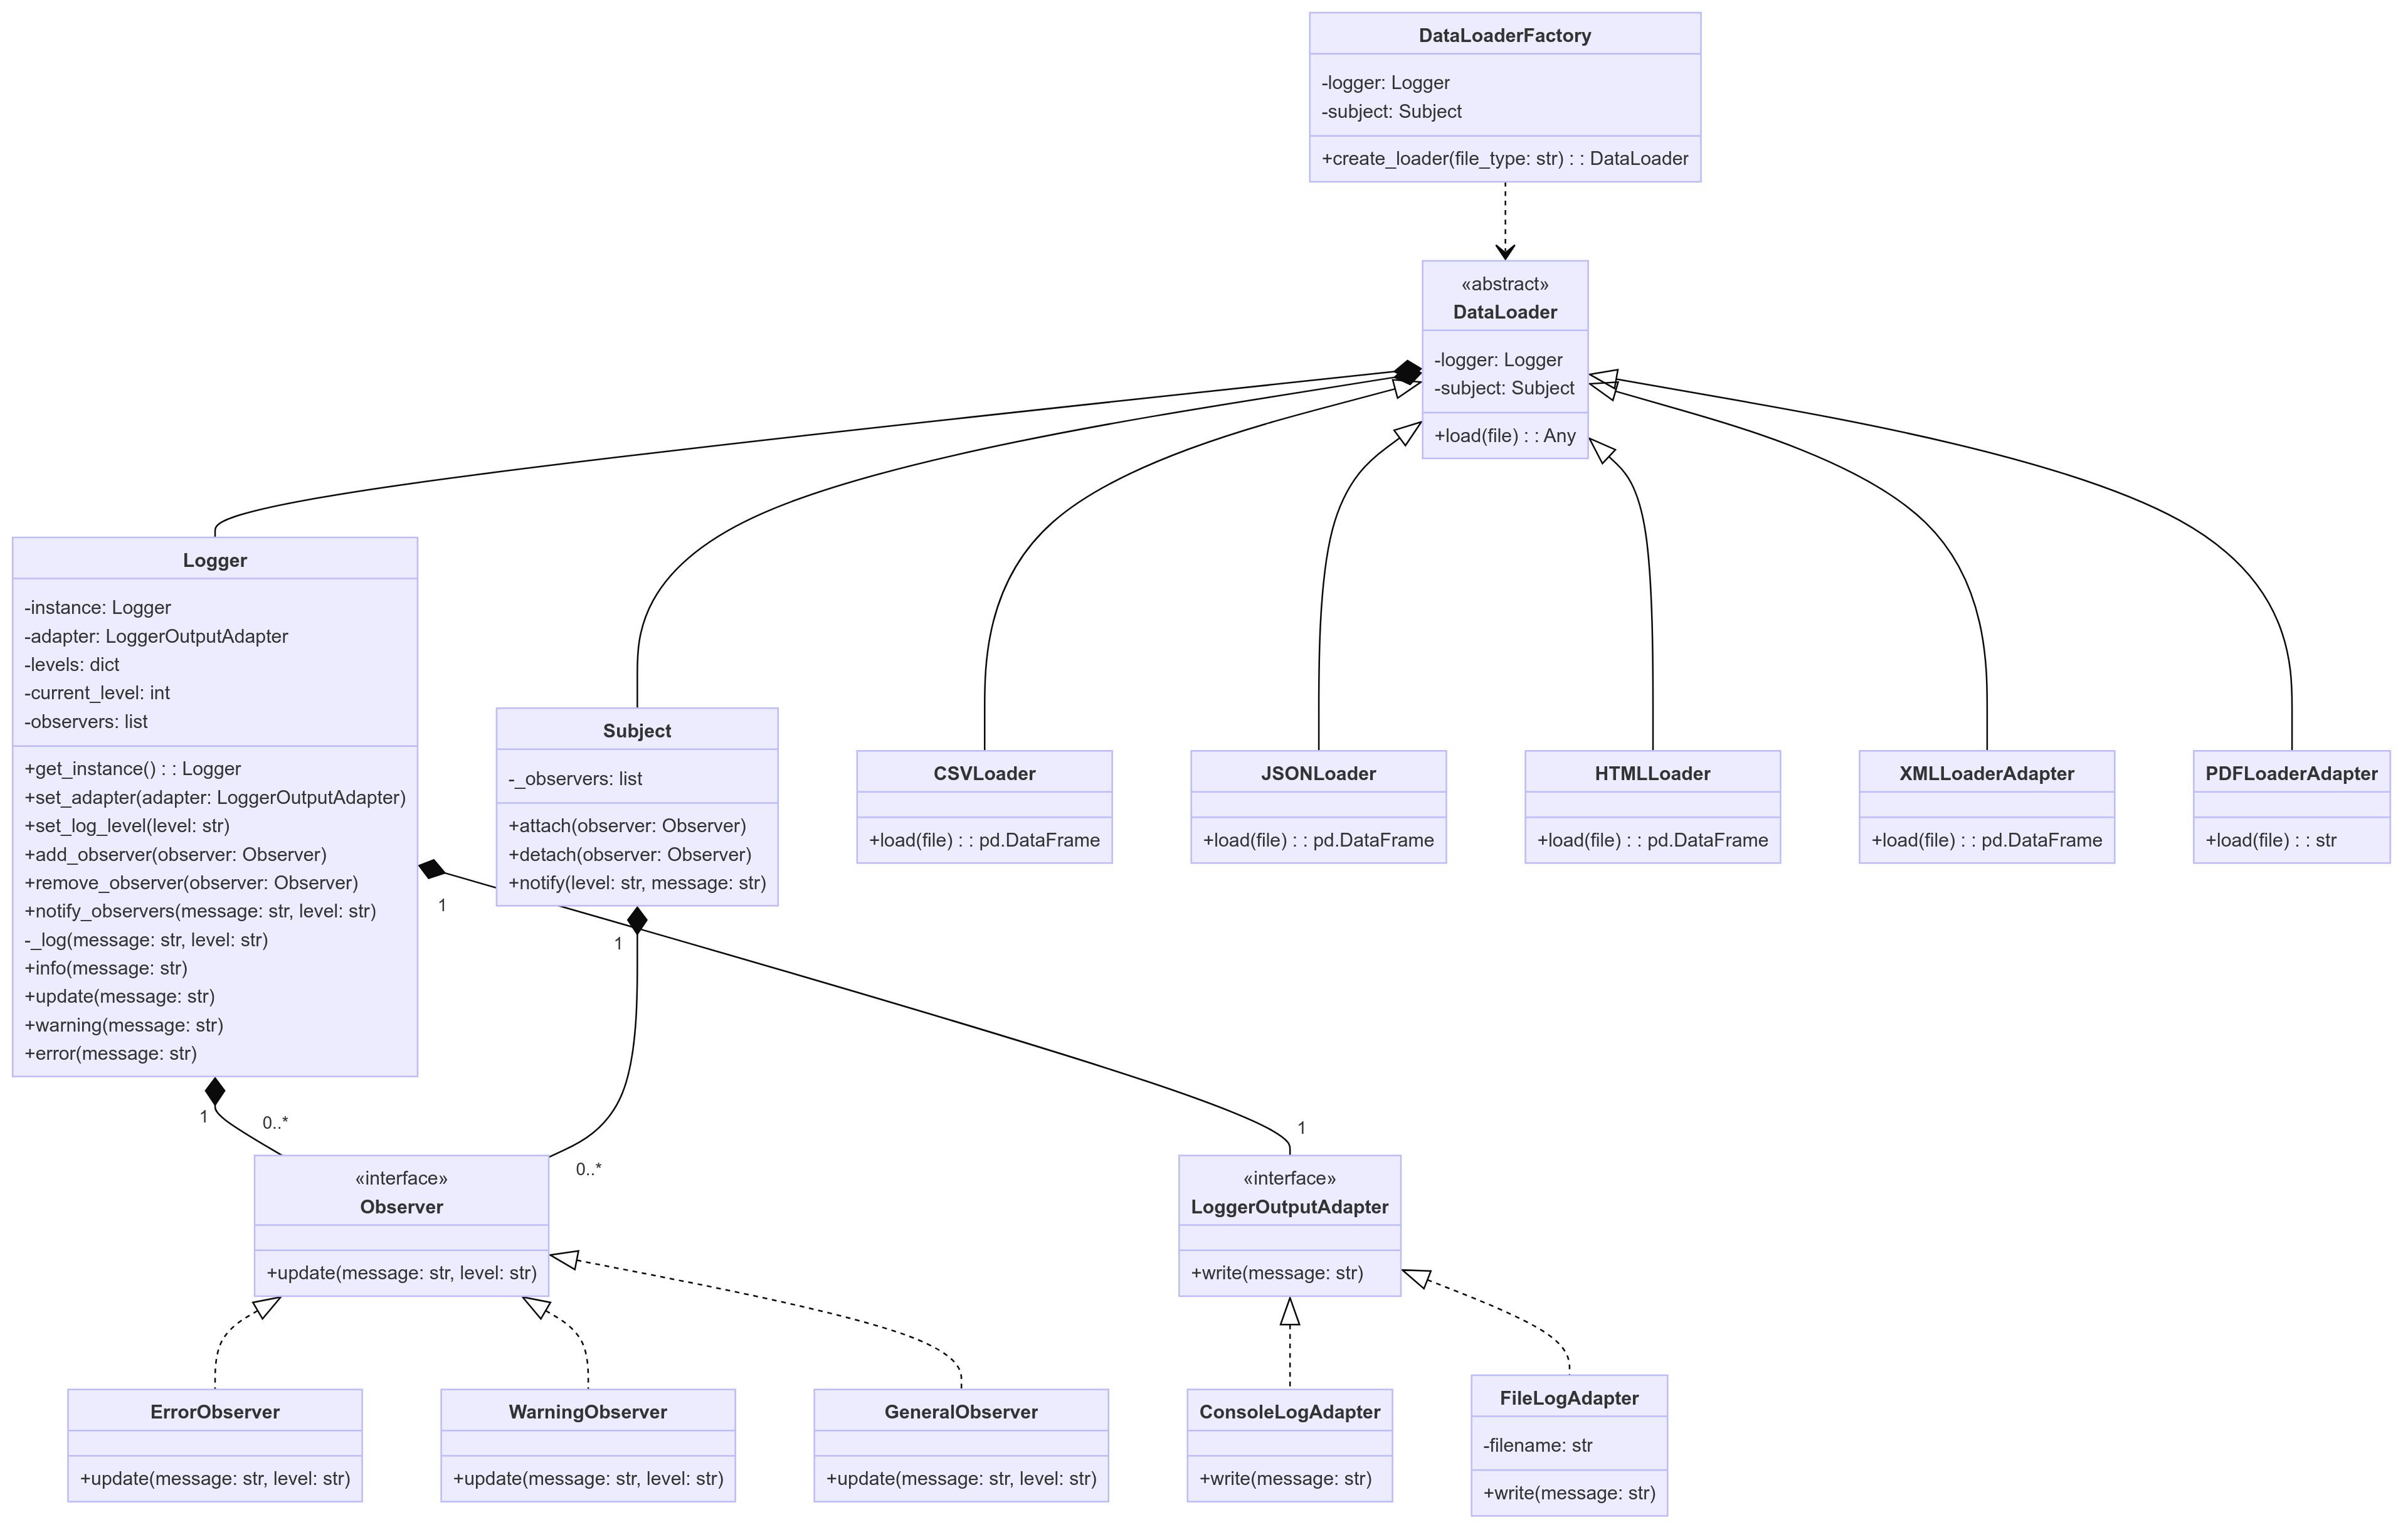 DataLoaderFactory
-logger: Logger
-subject: Subject
+create_loader(file_type: str) : : DataLoader
«abstract»
DataLoader
-logger: Logger
-subject: Subject
+load(file) : : Any
Logger
-instance: Logger
-adapter: LoggerOutputAdapter
-levels: dict
-current_level: int
-observers: list
+get_instance() : : Logger
+set_adapter(adapter: LoggerOutputAdapter)
+set_log_level(level: str)
+add_observer(observer: Observer)
+remove_observer(observer: Observer)
+notify_observers(message: str, level: str)
-_log(message: str, level: str)
+info(message: str)
+update(message: str)
+warning(message: str)
+error(message: str)
Subject
-_observers: list
+attach(observer: Observer)
+detach(observer: Observer)
+notify(level: str, message: str)
CSVLoader
+load(file) : : pd.DataFrame
JSONLoader
+load(file) : : pd.DataFrame
HTMLLoader
+load(file) : : pd.DataFrame
XMLLoaderAdapter
+load(file) : : pd.DataFrame
PDFLoaderAdapter
+load(file) : : str
1
1
1
0..*
0..*
1
«interface»
Observer
+update(message: str, level: str)
«interface»
LoggerOutputAdapter
+write(message: str)
ErrorObserver
+update(message: str, level: str)
WarningObserver
+update(message: str, level: str)
GeneralObserver
+update(message: str, level: str)
ConsoleLogAdapter
+write(message: str)
FileLogAdapter
-filename: str
+write(message: str)